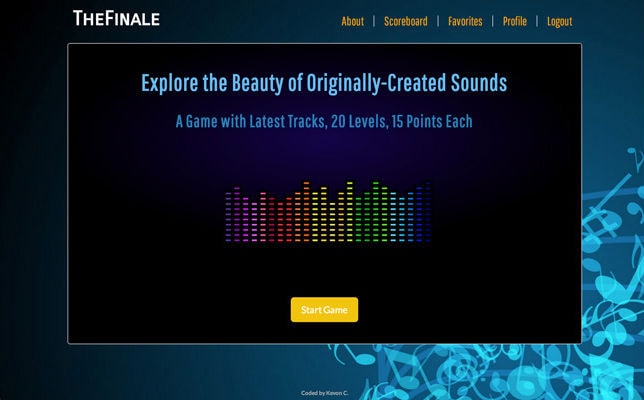 TheFinale
About | Scoreboard | Favorites | Profile | Logout
Explore the Beauty of Originally-Created Sounds
A Game with Latest Tracks, 20 Levels, 15 Points Each
Start Game
Coded by Kevon C.